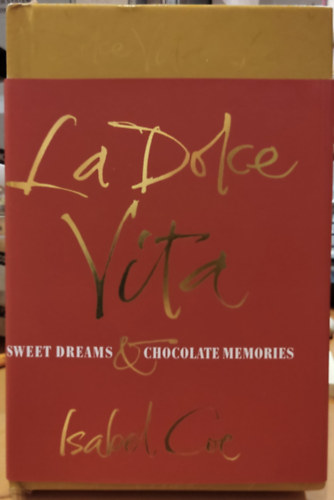 La Dolce
Vita
SWEET DREAMS & CHOCOLATE MEMORIES
Isabel Coe